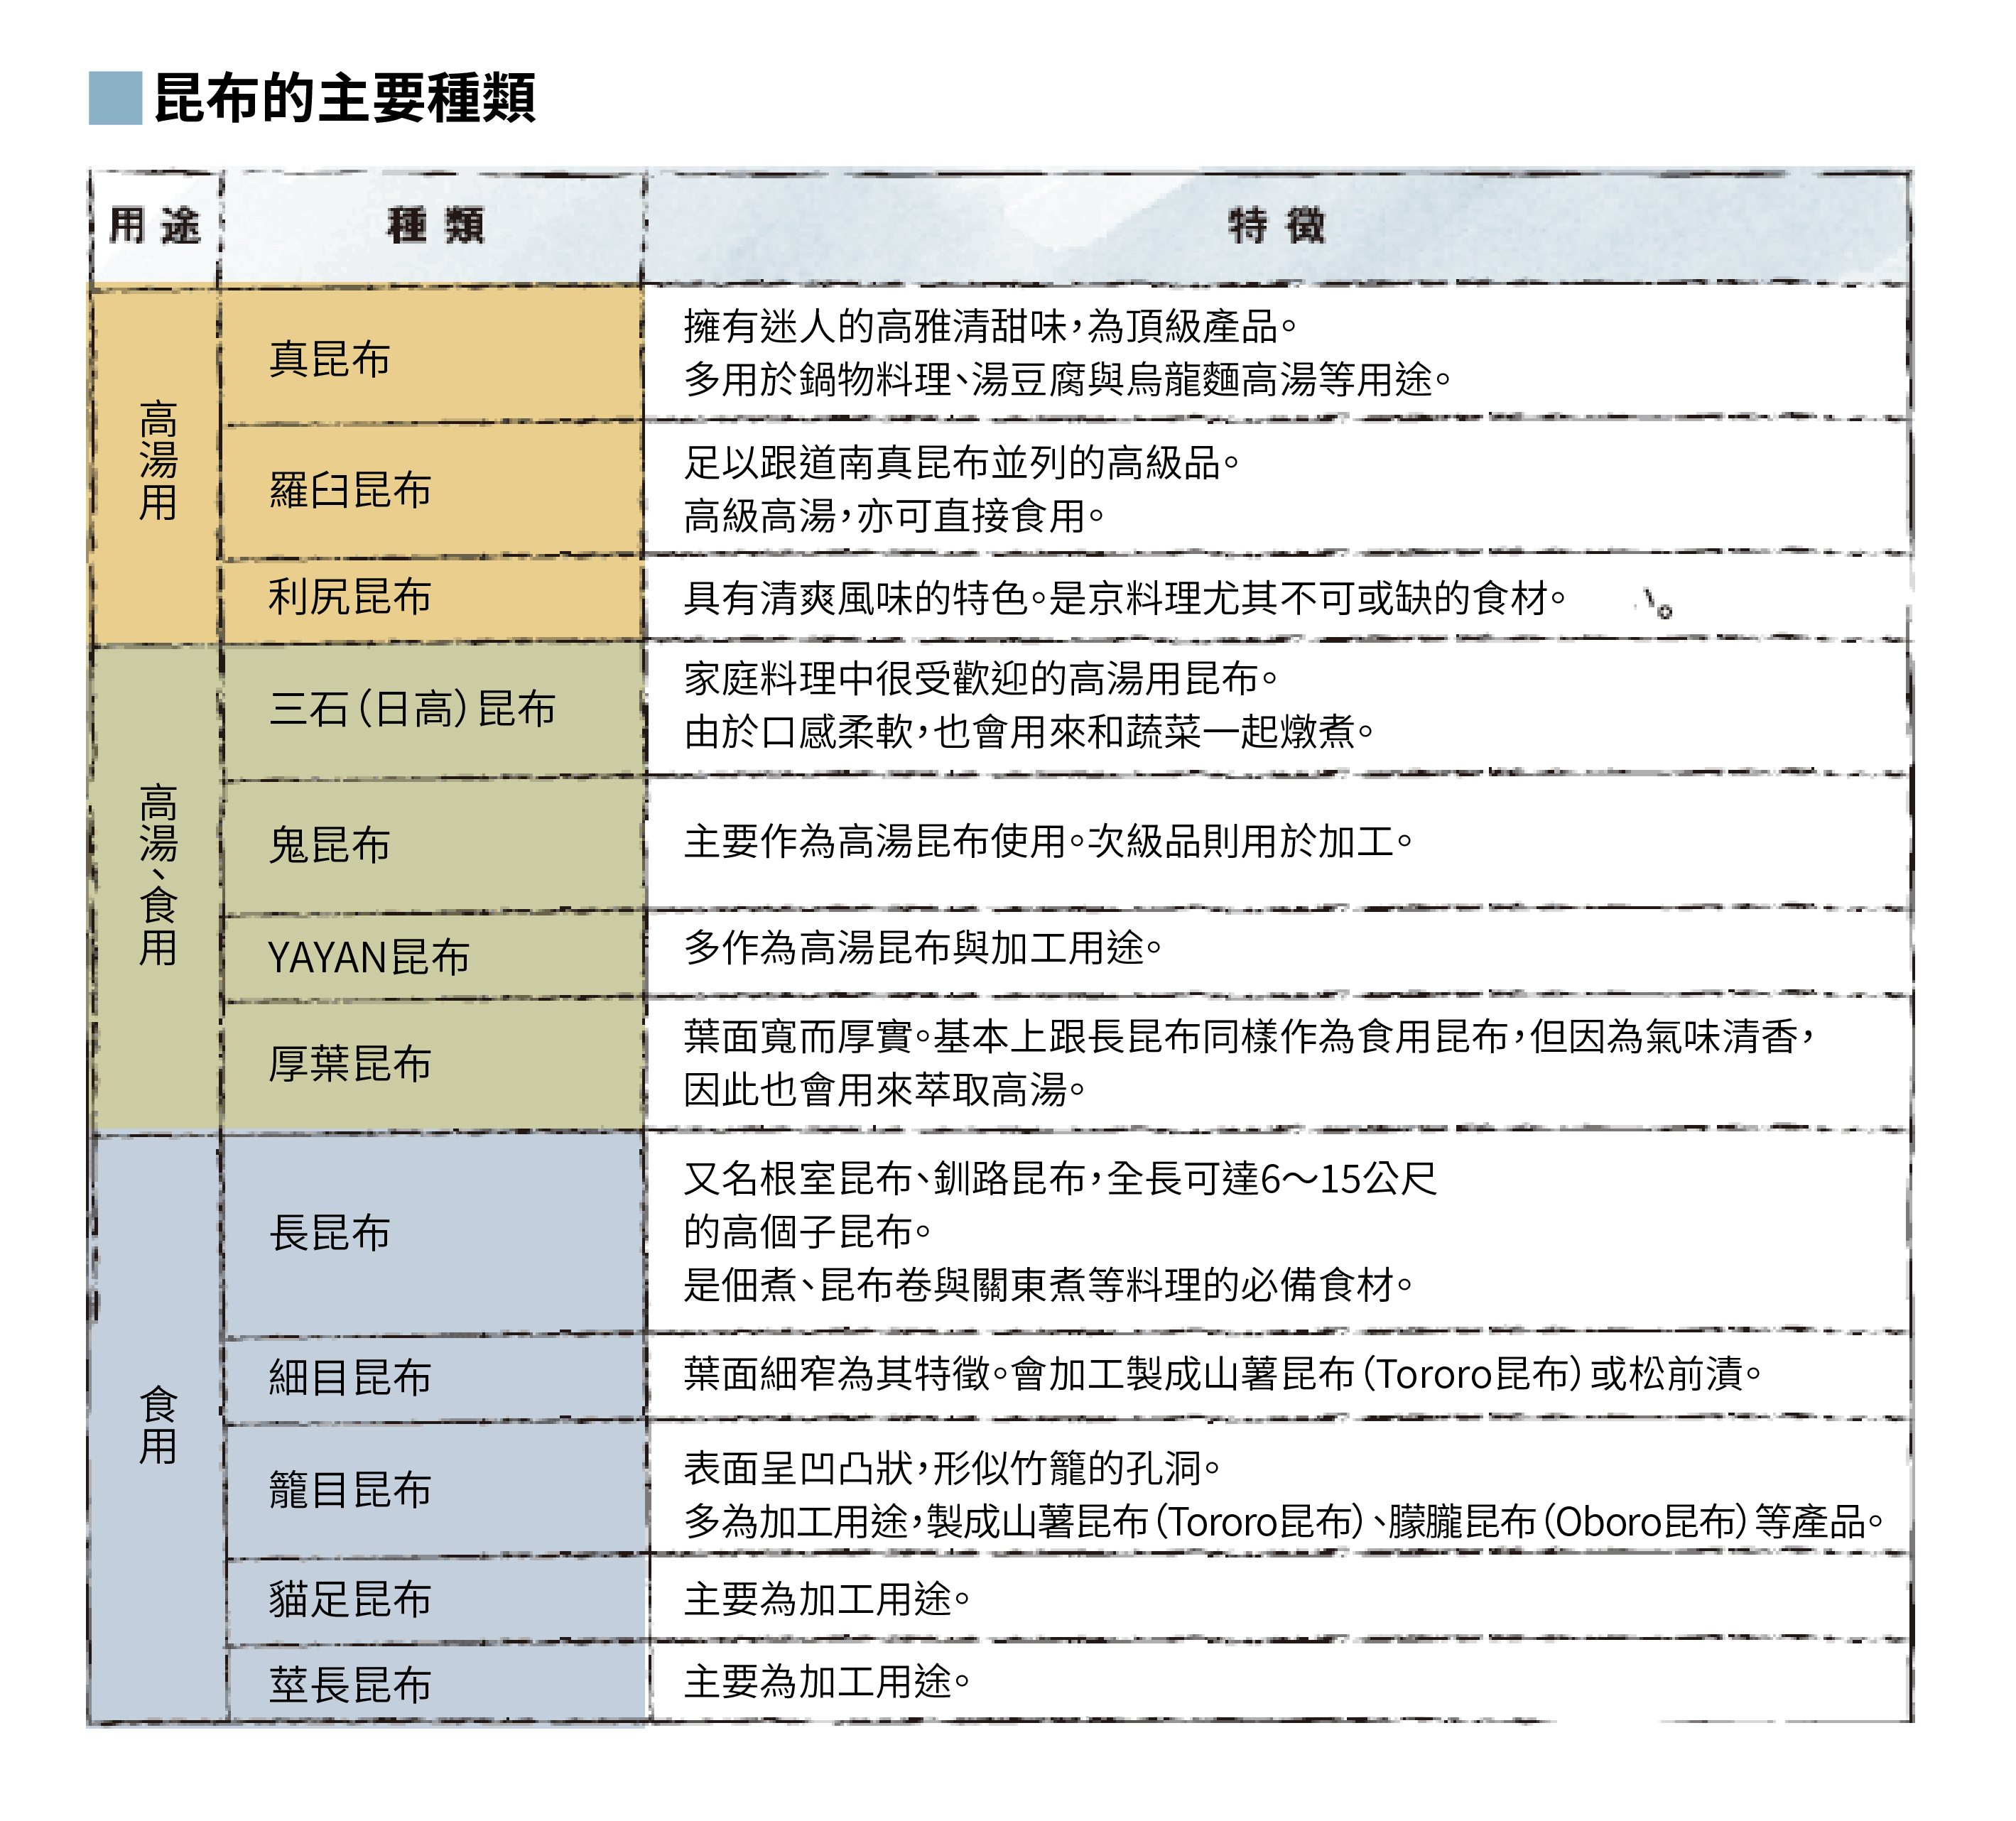 昆布的主要種類
用途 種類 特徵
高湯用
真昆布
擁有迷人的高雅清甜味，為頂級產品。
多用於鍋物料理、湯豆腐與烏龍麵高湯等用途。
羅臼昆布
足以跟道南真昆布並列的高級品。
高級高湯，亦可直接食用。
利尻昆布
具有清爽風味的特色。是京料理尤其不可或缺的食材。
高湯、食用
三石（日高）昆布
家庭料理中很受歡迎的高湯用昆布。
由於口感柔軟，也會用來和蔬菜一起燉煮。
鬼昆布
主要作為高湯昆布使用。次級品則用於加工。
YAYAN昆布
多作為高湯昆布與加工用途。
厚葉昆布
葉面寬而厚實。基本上跟長昆布同樣作為食用昆布，但因為氣味清香，
因此也會用來萃取高湯。
食用
長昆布
又名根室昆布、釧路昆布，全長可達6～15公尺
的高個子昆布。
是佃煮、昆布卷與關東煮等料理的必備食材。
細目昆布
葉面細窄為其特徵。會加工製成山薯昆布（Tororo昆布）或松前漬。
籠目昆布
表面呈凹凸狀，形似竹籠的孔洞。
多為加工用途，製成山薯昆布（Tororo昆布）、朦朧昆布（Oboro昆布）等產品。
貓足昆布
主要為加工用途。
莖長昆布
主要為加工用途。